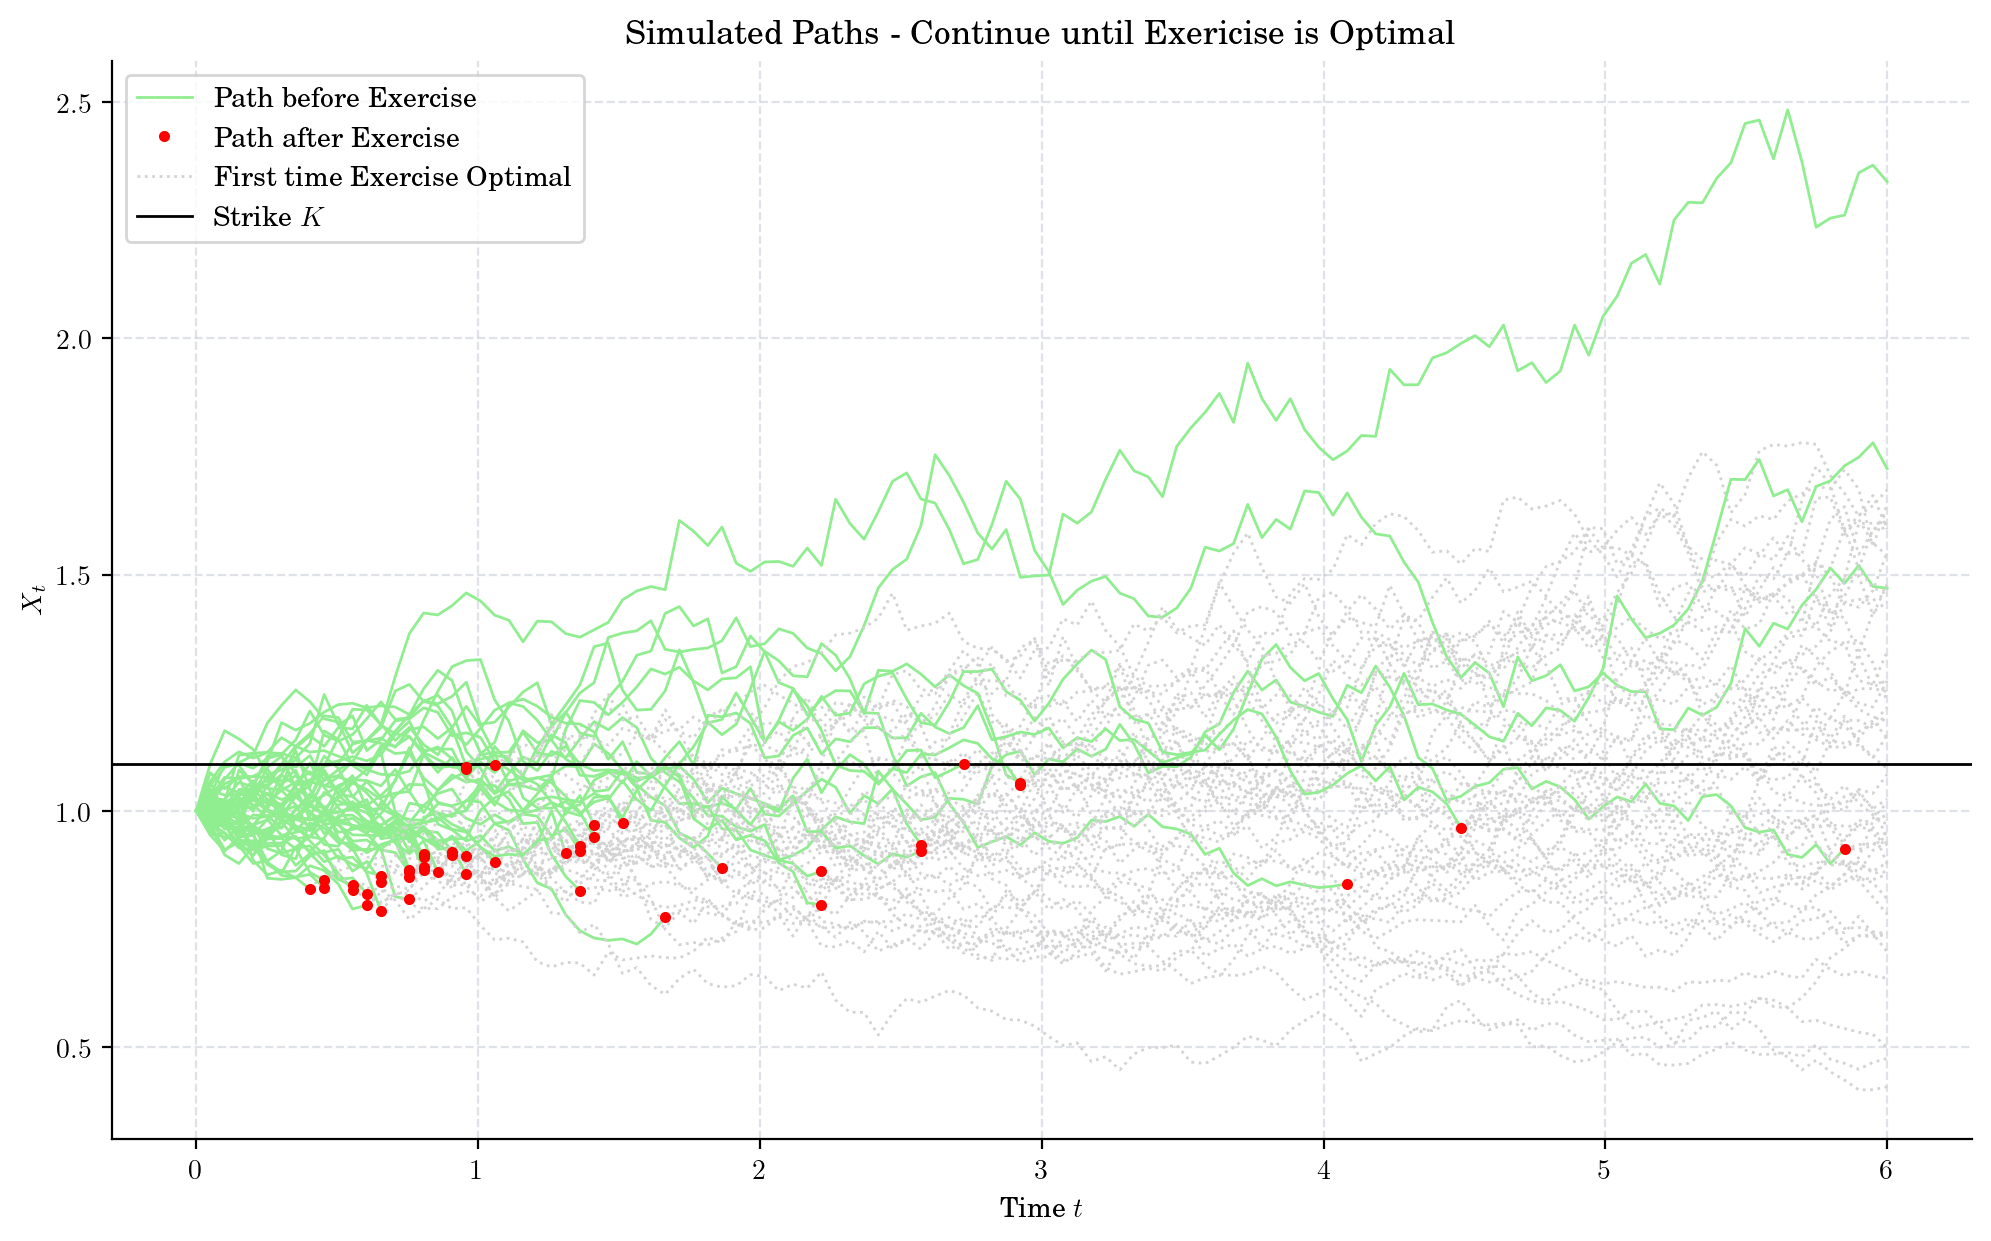 Simulated Paths - Continue until Exericise is Optimal
Path before Exercise
Path after Exercise
First time Exercise Optimal
Strike K
2.5
2.0
1.5
1.0
0.5
X_t
0 1 2 3 4 5 6
Time t